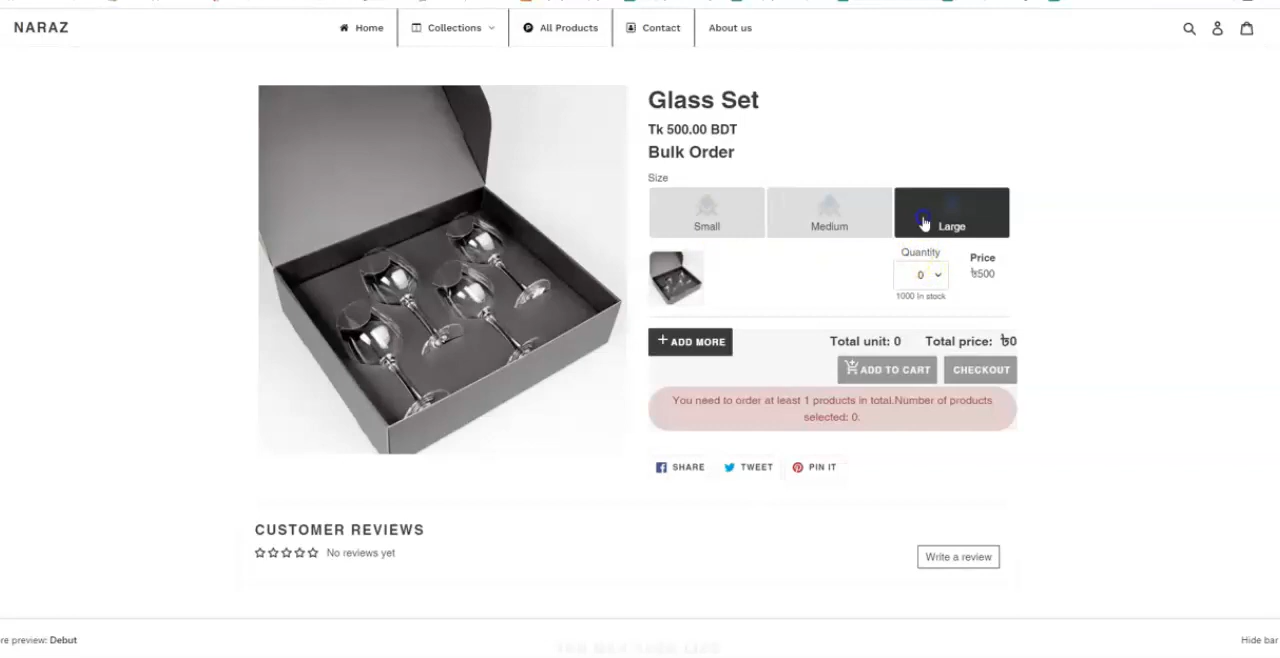 NARAZ
Home
Collections
All Products
Contact
About us
Glass Set
Tk 500.00 BDT
Bulk Order
Size
Small
Medium
Large
Quantity
Price
0
৳500
1000 In stock
+ ADD MORE
Total unit: 0
Total price: ৳0
ADD TO CART
CHECKOUT
You need to order at least 1 products in total.Number of products
selected: 0.
SHARE
TWEET
PIN IT
CUSTOMER REVIEWS
No reviews yet
Write a review
re preview: Debut
Hide bar